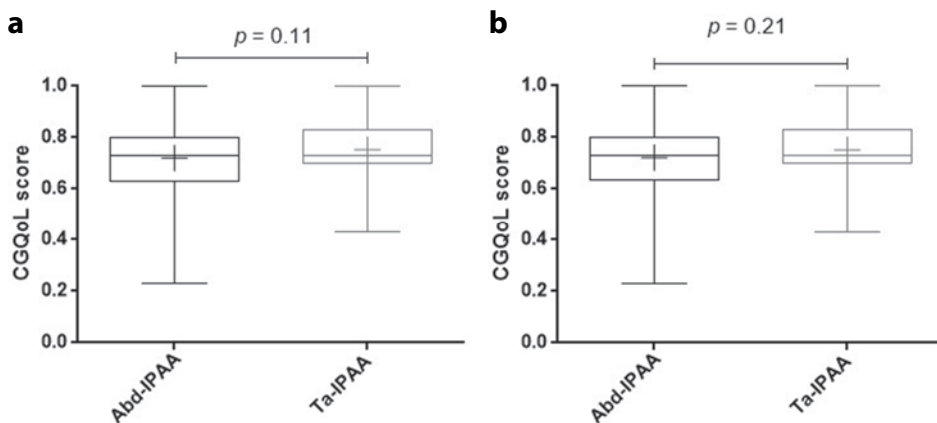 a
p = 0.11
CGQoL score
1.0
0.8
0.6
0.4
0.2
0.0
Abd-IPAA
Ta-IPAA
b
p = 0.21
CGQoL score
1.0
0.8
0.6
0.4
0.2
0.0
Abd-IPAA
Ta-IPAA